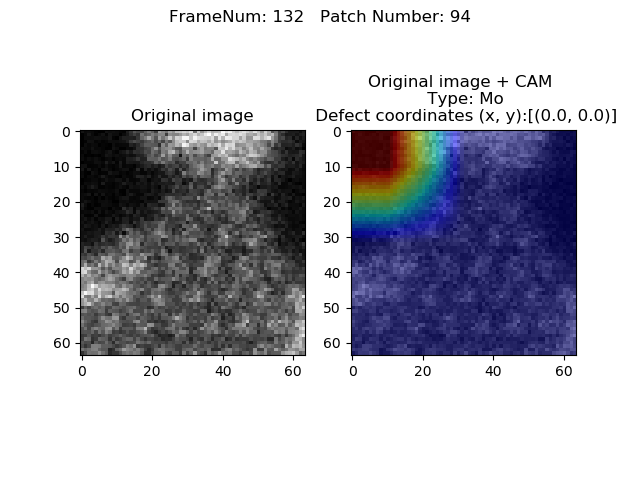 FrameNum: 132   Patch Number: 94
Original image
Original image + CAM
Type: Mo
Defect coordinates (x, y):[(0.0, 0.0)]
0
10
20
30
40
50
60
0 20 40 60
0
10
20
30
40
50
60
0 20 40 60